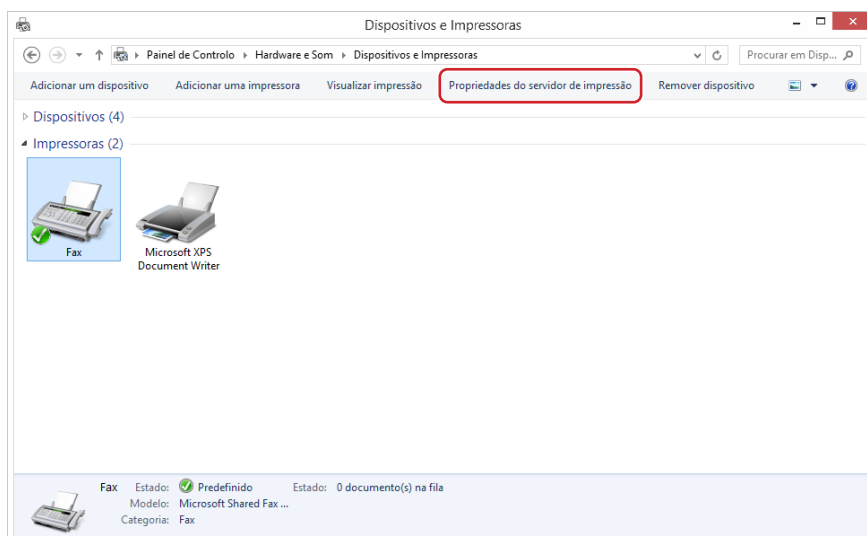 Dispositivos e Impressoras
Painel de Controlo Hardware e Som Dispositivos e Impressoras Procurar em Disp...
Adicionar um dispositivo Adicionar uma impressora Visualizar impressão Propriedades do servidor de impressão Remover dispositivo
Dispositivos (4)
Impressoras (2)
Fax
Microsoft XPS
Document Writer
Fax Estado: Predefinido Estado: 0 documento(s) na fila
Modelo: Microsoft Shared Fax ...
Categoria: Fax